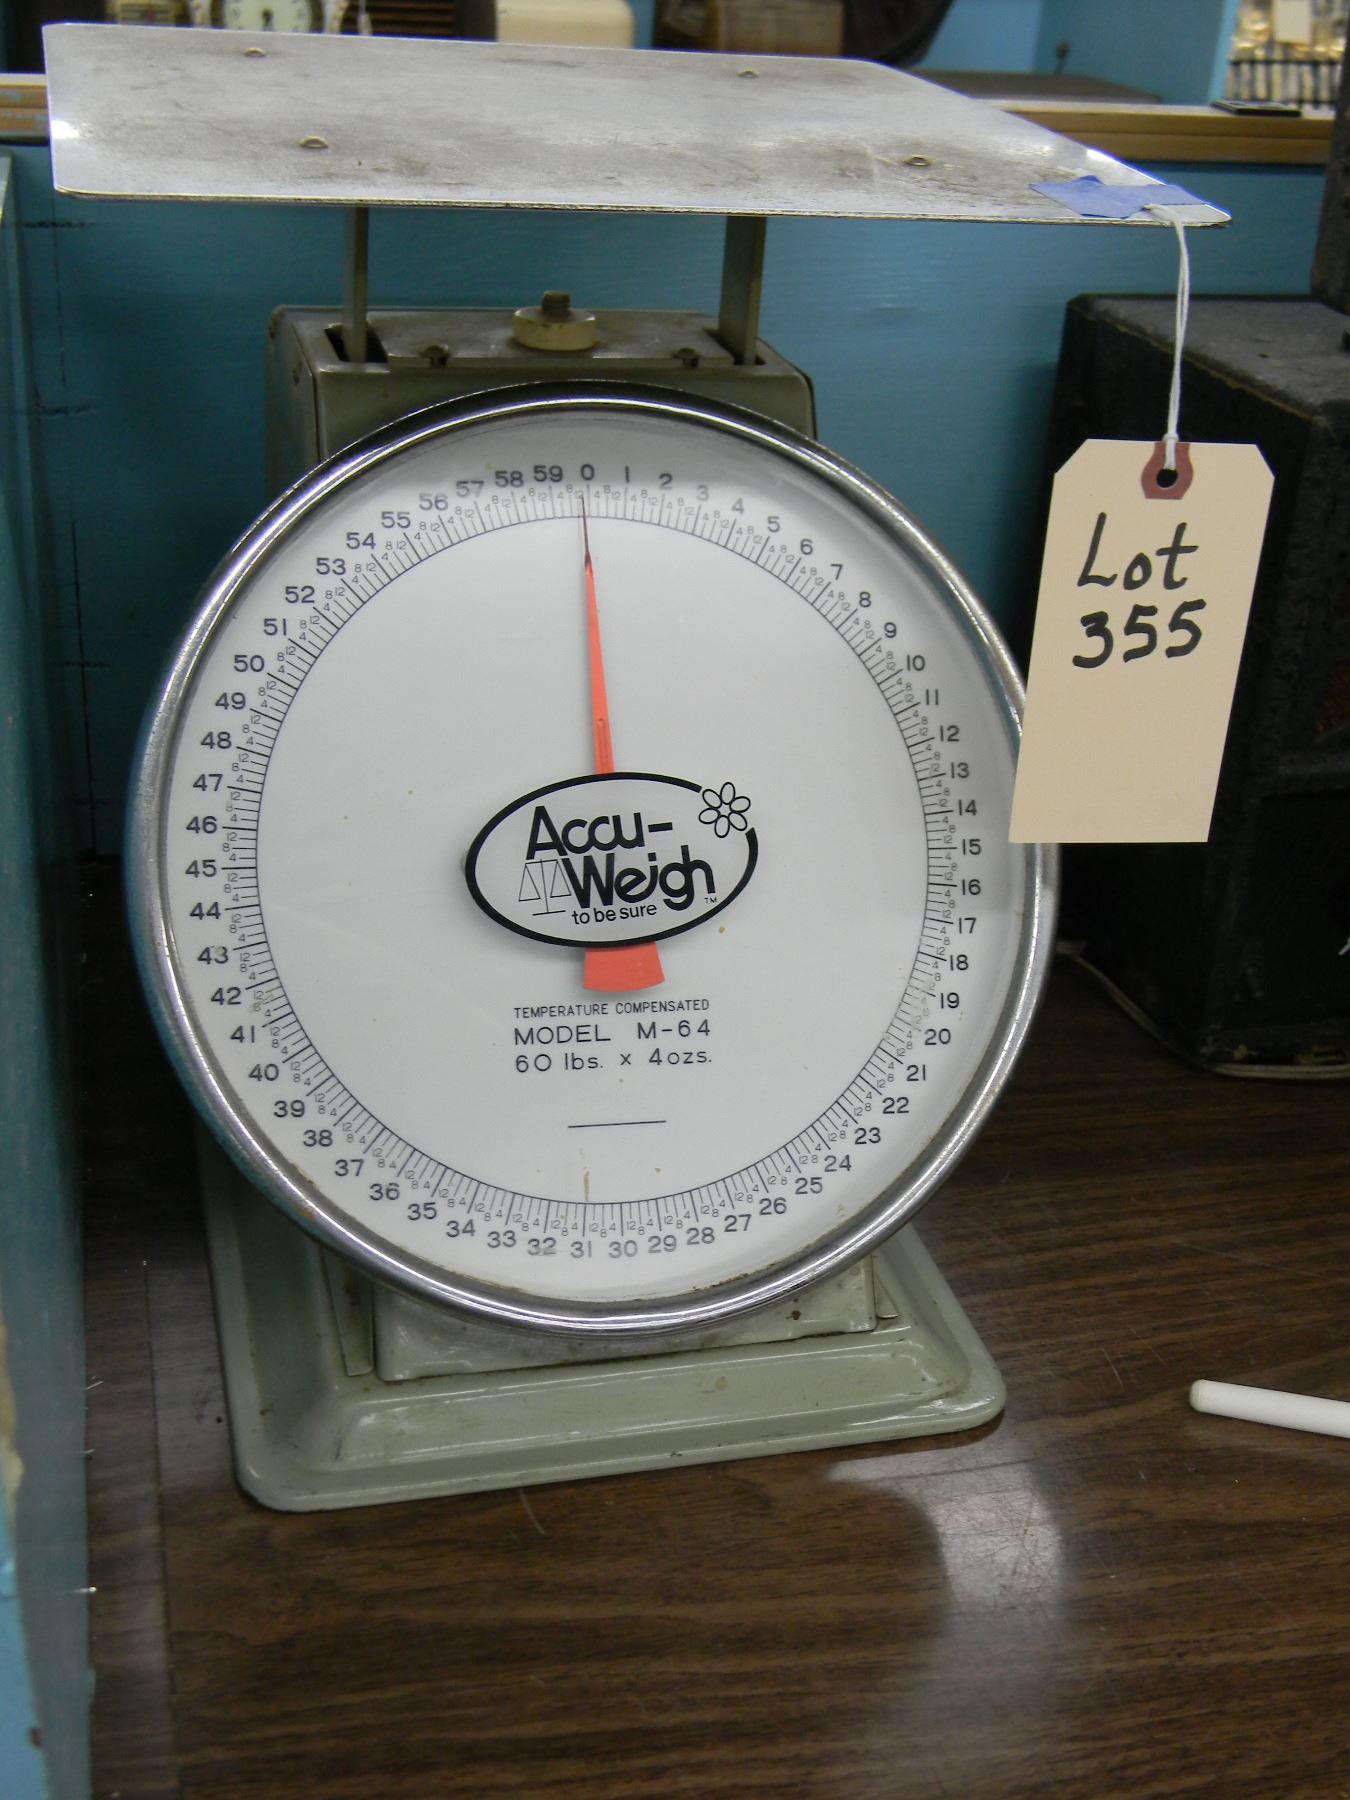 0 1 2 3 4 5 6 7 8 9 10 11 12 13 14 15 16 17 18 19 20 21 22 23 24 25 26 27 28 29 30 31 32 33 34 35 36 37 38 39 40 41 42 43 44 45 46 47 48 49 50 51 52 53 54 55 56 57 58 59
Accu-
Weigh
to be sure
TM
TEMPERATURE COMPENSATED
MODEL M-64
60 lbs. x 4ozs.
Lot
355